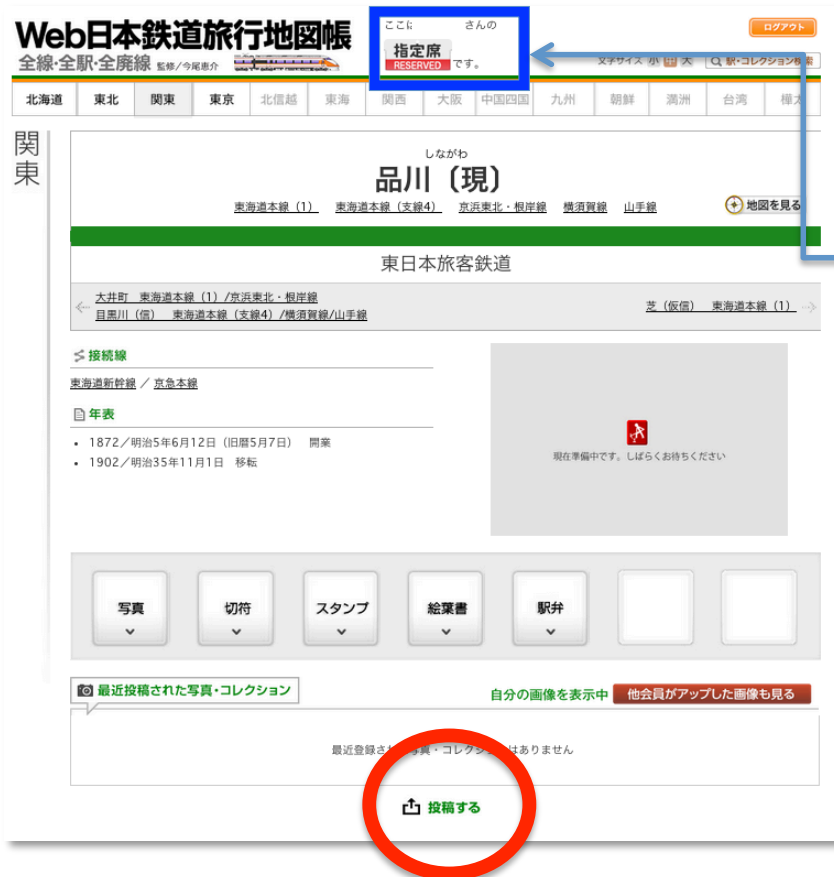 Web日本鉄道旅行地図帳
全線·全駅·全廃線 監修/今尾恵介
ここに さんの
指定席
RESERVED です。
ログアウト
文字サイズ 小 中 大 駅・コレクション検索
北海道 東北 関東 東京 北信越 東海 関西 大阪 中国四国 九州 朝鮮 満洲 台湾 樺太
関東
しながわ
品川〔現〕
東海道本線（1） 東海道本線（支線4） 京浜東北・根岸線 横須賀線 山手線
地図を見る
東日本旅客鉄道
大井町 東海道本線（1）/京浜東北・根岸線
目黒川（信） 東海道本線（支線4）/横須賀線/山手線
芝（仮信） 東海道本線（1）
接続線
東海道新幹線 ／ 京急本線
年表
1872／明治5年6月12日（旧暦5月7日） 開業
1902／明治35年11月1日 移転
現在準備中です。しばらくお待ちください
写真 切符 スタンプ 絵葉書 駅弁
最近投稿された写真・コレクション
自分の画像を表示中 他会員がアップした画像も見る
最近登録された写真・コレクションはありません
投稿する